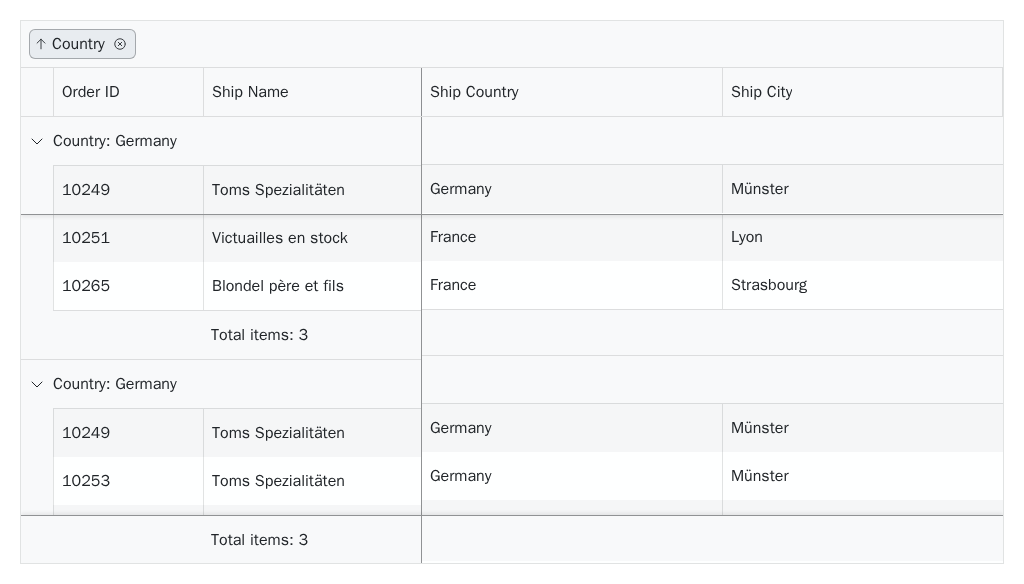 Country
Order ID Ship Name Ship Country Ship City
Country: Germany
10249 Toms Spezialitäten Germany Münster
10251 Victuailles en stock France Lyon
10265 Blondel père et fils France Strasbourg
Total items: 3
Country: Germany
10249 Toms Spezialitäten Germany Münster
10253 Toms Spezialitäten Germany Münster
Total items: 3